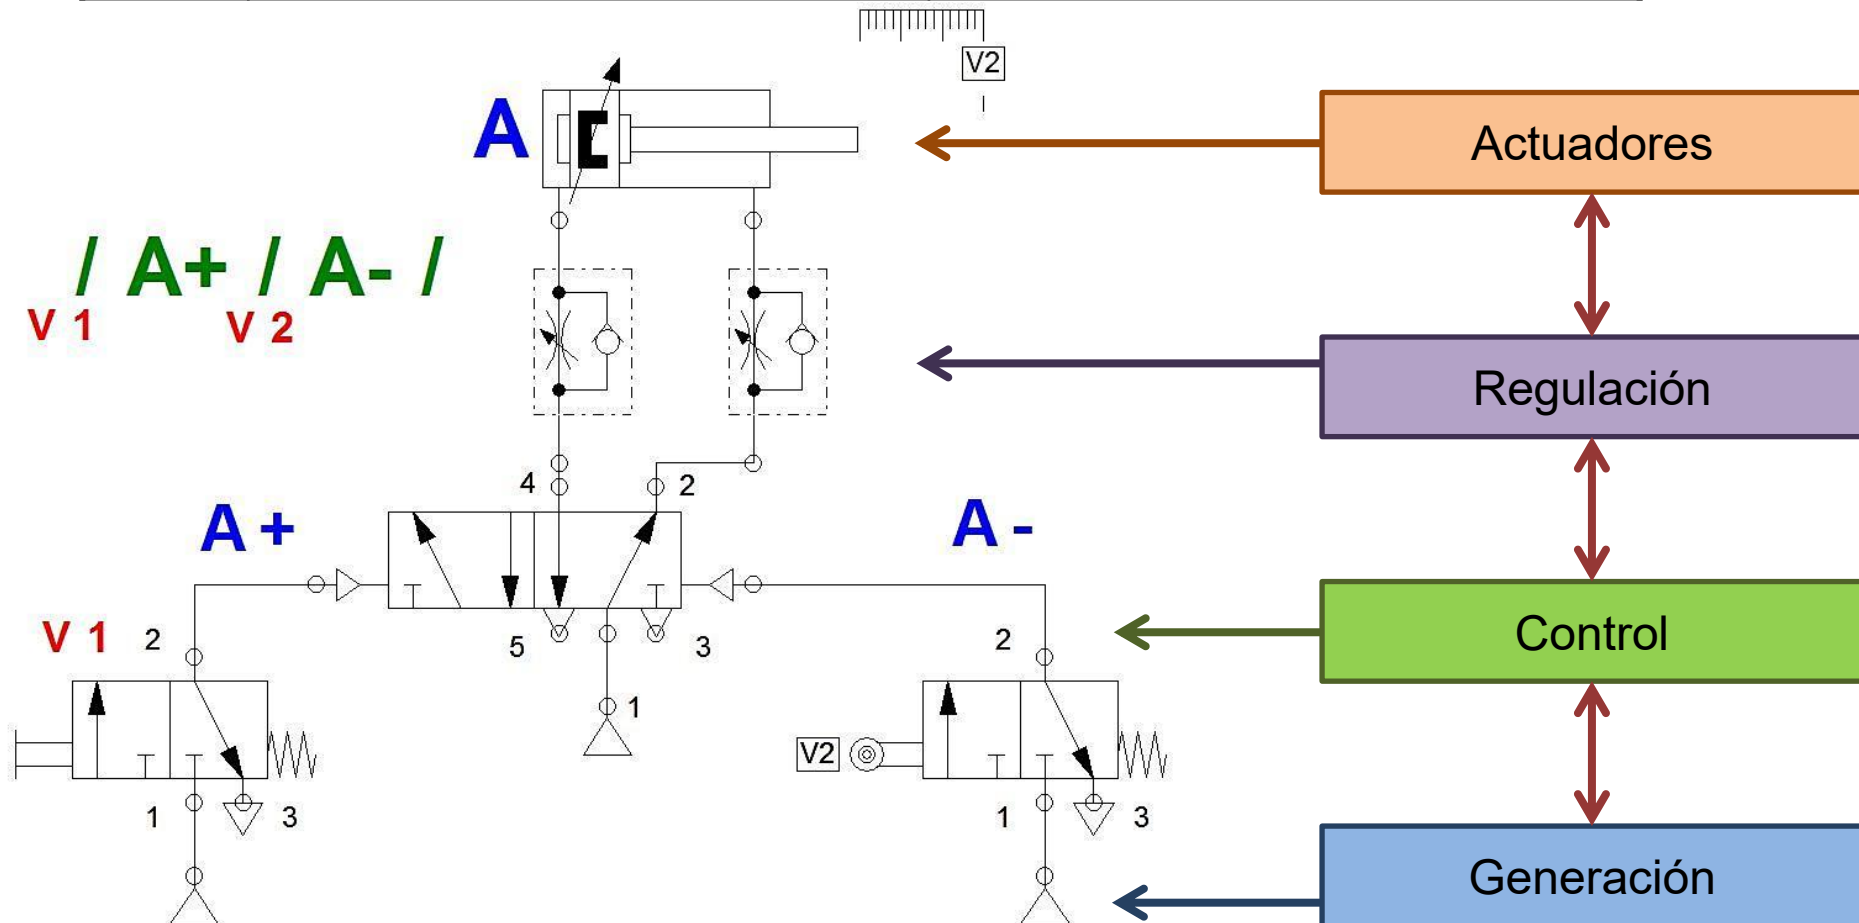 V2
A
Actuadores
/ A+ / A- /
V 1 V 2
Regulación
4 2
A +
A -
V 1 2
5 3
2
Control
1
V2
1 3
1 3
Generación